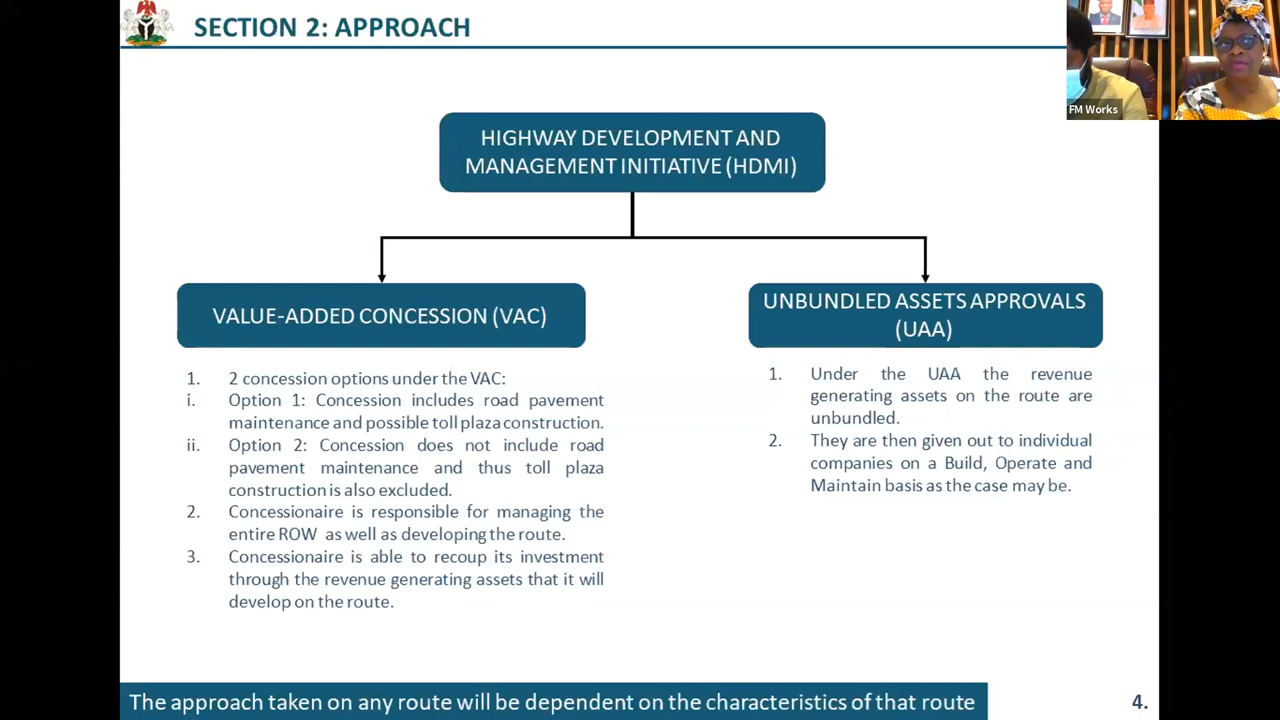 SECTION 2: APPROACH
FM Works
HIGHWAY DEVELOPMENT AND
MANAGEMENT INITIATIVE (HDMI)
VALUE-ADDED CONCESSION (VAC)
1. 2 concession options under the VAC:
i. Option 1: Concession includes road pavement
maintenance and possible toll plaza construction.
ii. Option 2: Concession does not include road
pavement maintenance and thus toll plaza
construction is also excluded.
2. Concessionaire is responsible for managing the
entire ROW as well as developing the route.
3. Concessionaire is able to recoup its investment
through the revenue generating assets that it will
develop on the route.
UNBUNDLED ASSETS APPROVALS
(UAA)
1. Under the UAA the revenue
generating assets on the route are
unbundled.
2. They are then given out to individual
companies on a Build, Operate and
Maintain basis as the case may be.
The approach taken on any route will be dependent on the characteristics of that route
4.